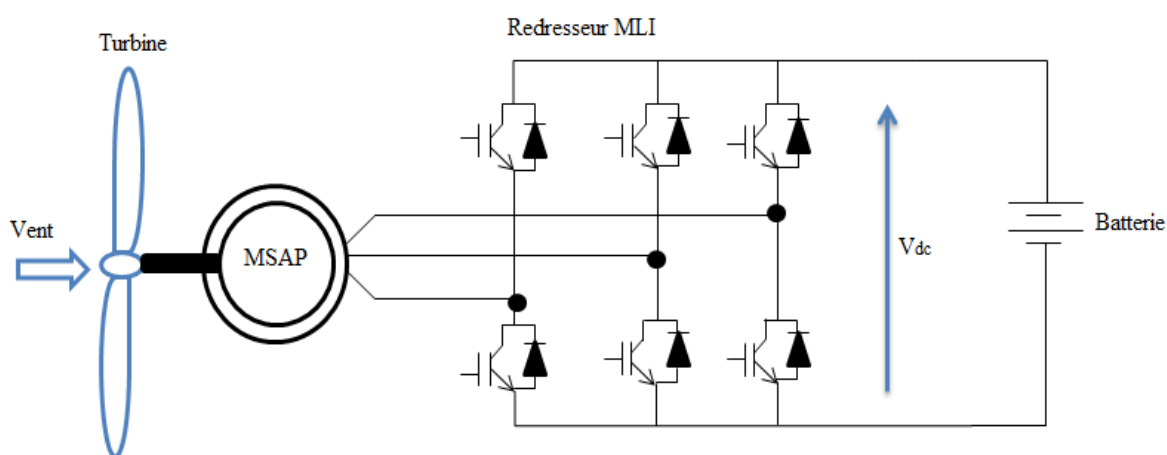 Redresseur MLI
Turbine
Vent
MSAP
Vdc
Batterie